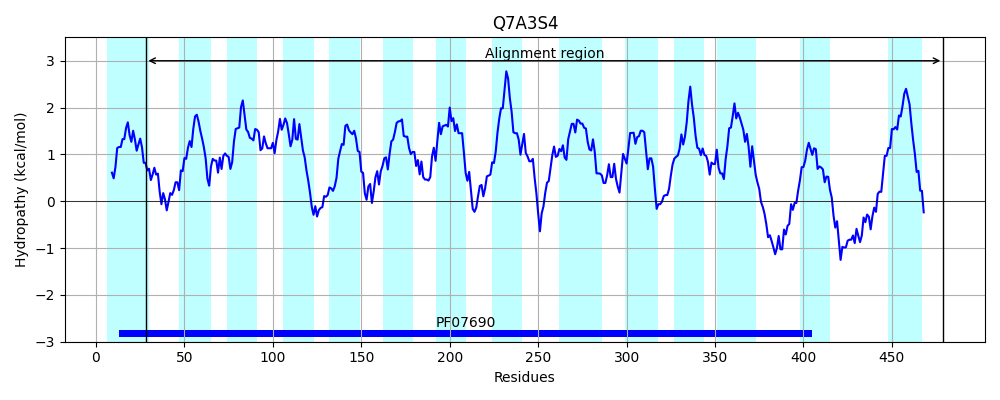 Q7A3S4
Alignment region
3
2
1
0
−1
−2
−3
Hydropathy (kcal/mol)
PF07690
0 50 100 150 200 250 300 350 400 450
Residues